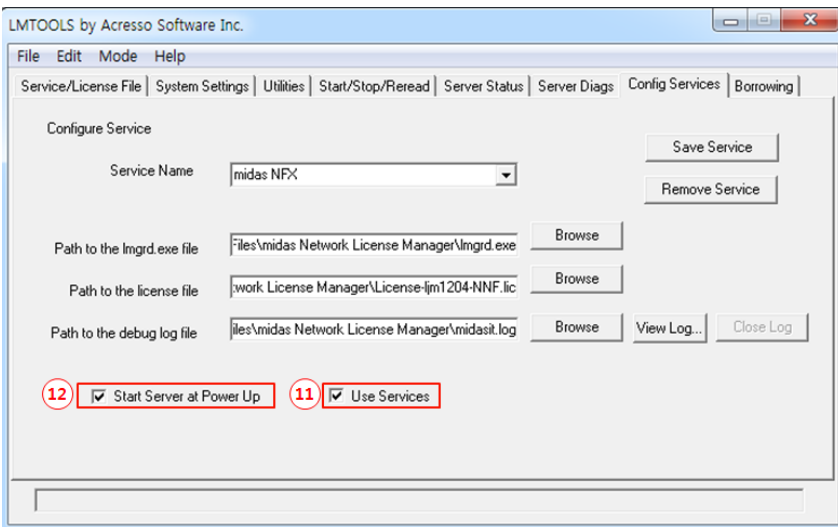 LMTOOLS by Acresso Software Inc.
File Edit Mode Help
Service/License File System Settings Utilities Start/Stop/Reread Server Status Server Diags Config Services Borrowing
Configure Service
Save Service
Service Name midas NFX
Remove Service
Path to the lmgrd.exe file Files\midas Network License Manager\lmgrd.exe Browse
Path to the license file :work License Manager\License-ljm1204-NNF.lic Browse
Path to the debug log file iles\midas Network License Manager\midasit.log Browse View Log... Close Log
12 Start Server at Power Up 11 Use Services